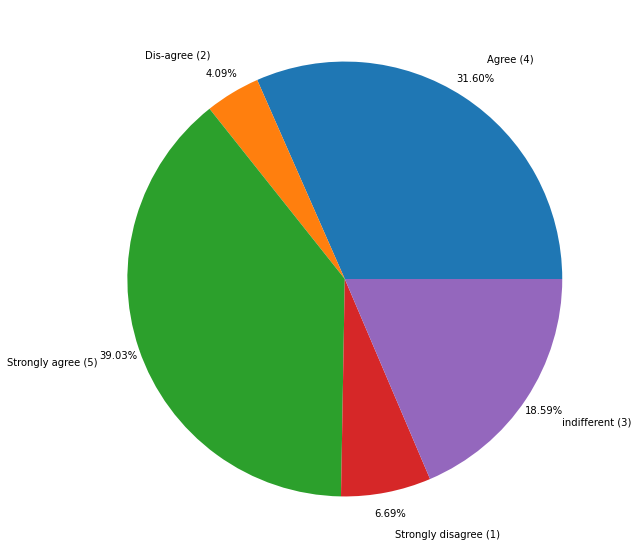 Dis-agree (2)
4.09%
Agree (4)
31.60%
Strongly agree (5)
39.03%
18.59%
indifferent (3)
6.69%
Strongly disagree (1)